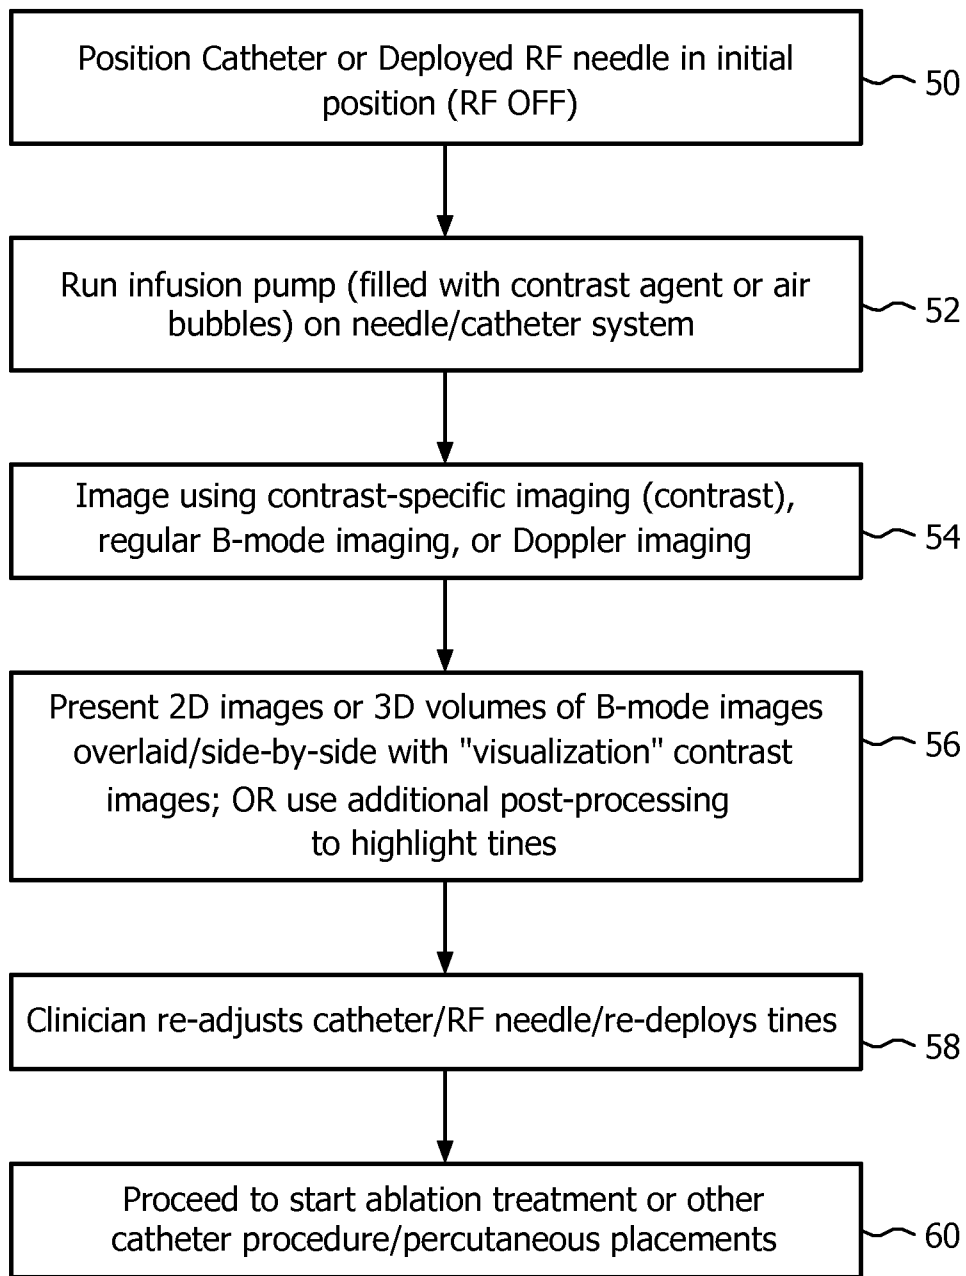 Position Catheter or Deployed RF needle in initial
position (RF OFF)
50
Run infusion pump (filled with contrast agent or air
bubbles) on needle/catheter system
52
Image using contrast-specific imaging (contrast),
regular B-mode imaging, or Doppler imaging
54
Present 2D images or 3D volumes of B-mode images
overlaid/side-by-side with "visualization" contrast
images; OR use additional post-processing
to highlight tines
56
Clinician re-adjusts catheter/RF needle/re-deploys tines
58
Proceed to start ablation treatment or other
catheter procedure/percutaneous placements
60